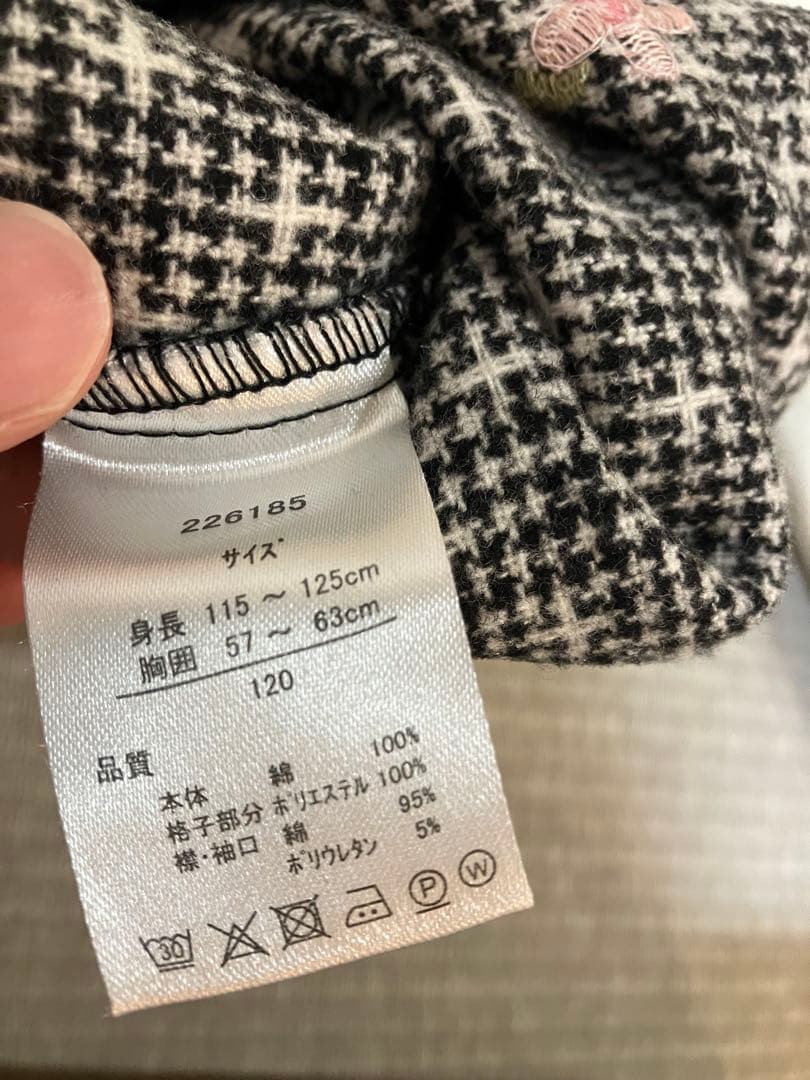 226185
サイズ
身長 115 ～ 125cm
胸囲 57 ～ 63cm
120
品質
本体 綿 100%
格子部分 ポリエステル 100%
襟・袖口 綿 95%
ポリウレタン 5%
30 P W